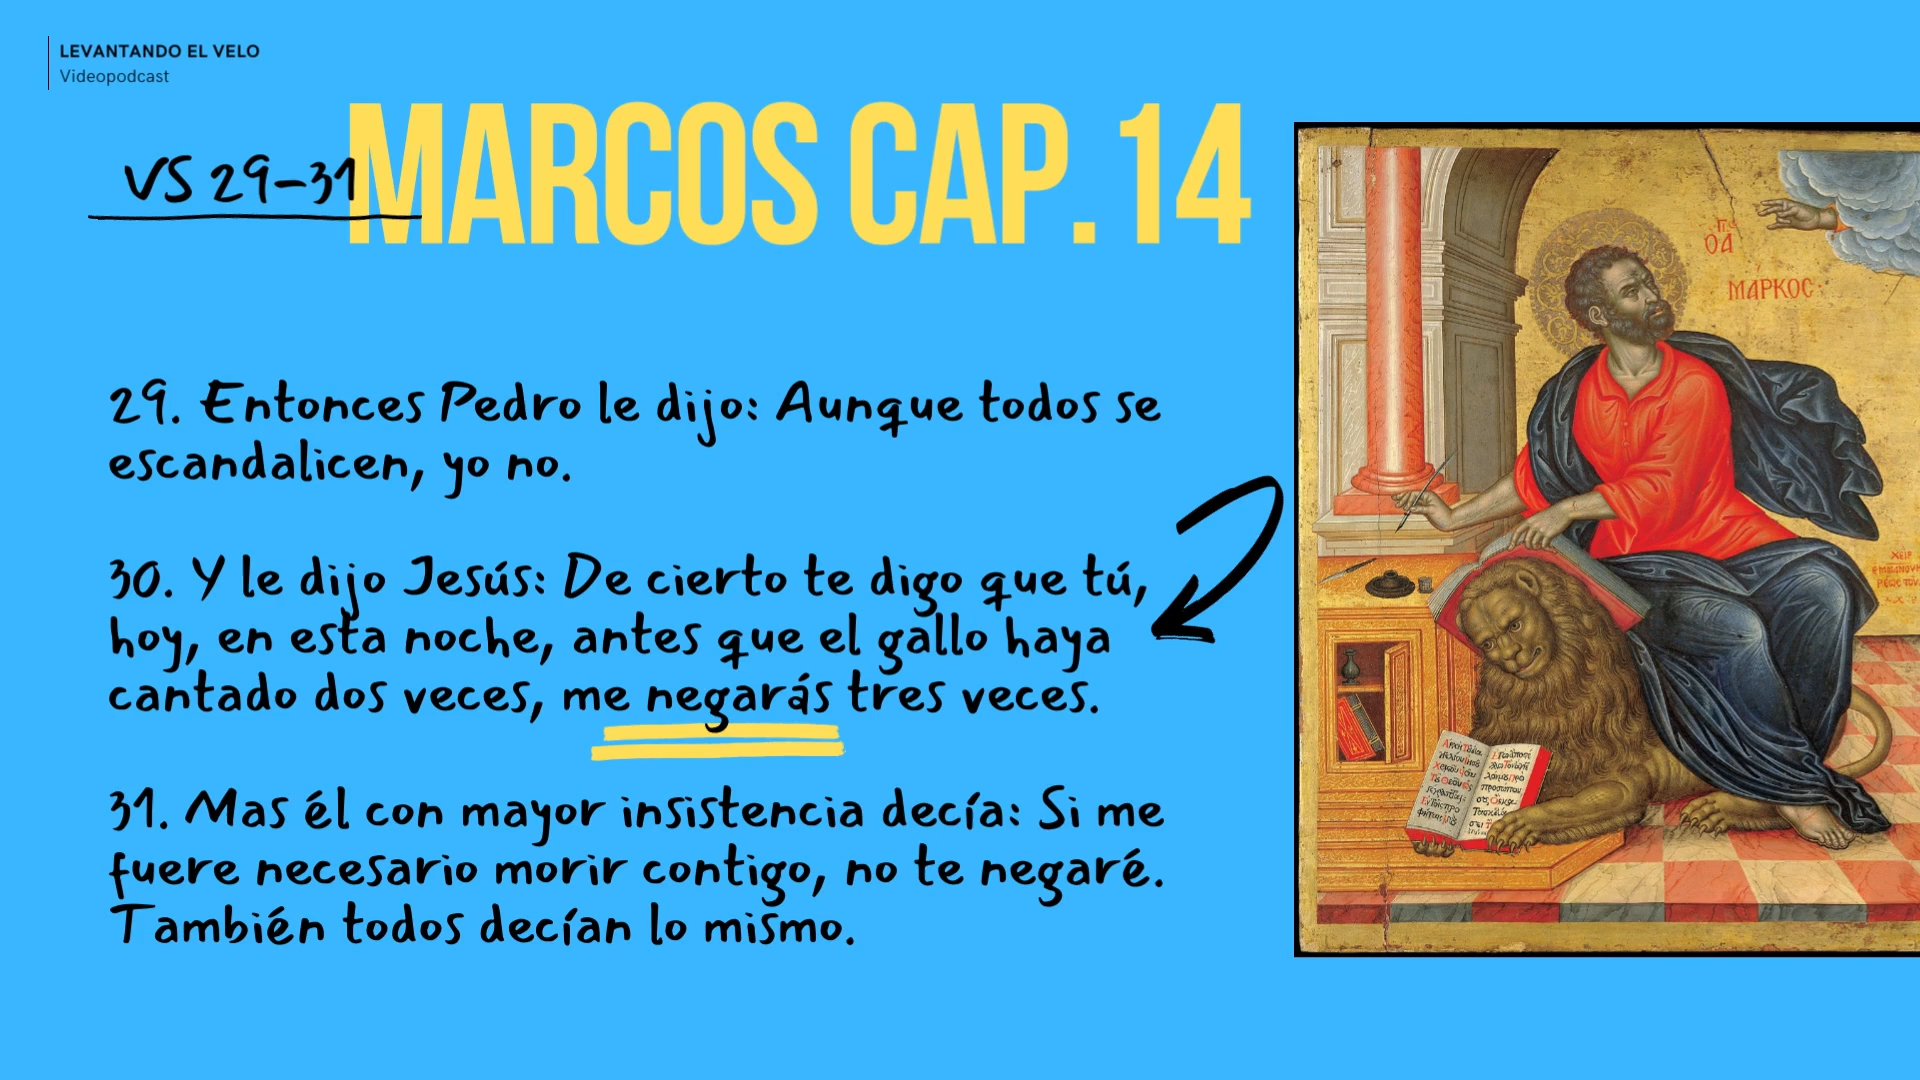 LEVANTANDO EL VELO
Videopodcast
MARCOS CAP.14
VS 29-31
29. Entonces Pedro le dijo: Aunque todos se
escandalicen, yo no.
30. Y le dijo Jesús: De cierto te digo que tú,
hoy, en esta noche, antes que el gallo haya
cantado dos veces, me negarás tres veces.
31. Mas él con mayor insistencia decía: Si me
fuere necesario morir contigo, no te negaré.
También todos decían lo mismo.
ΜΑΡΚΟC